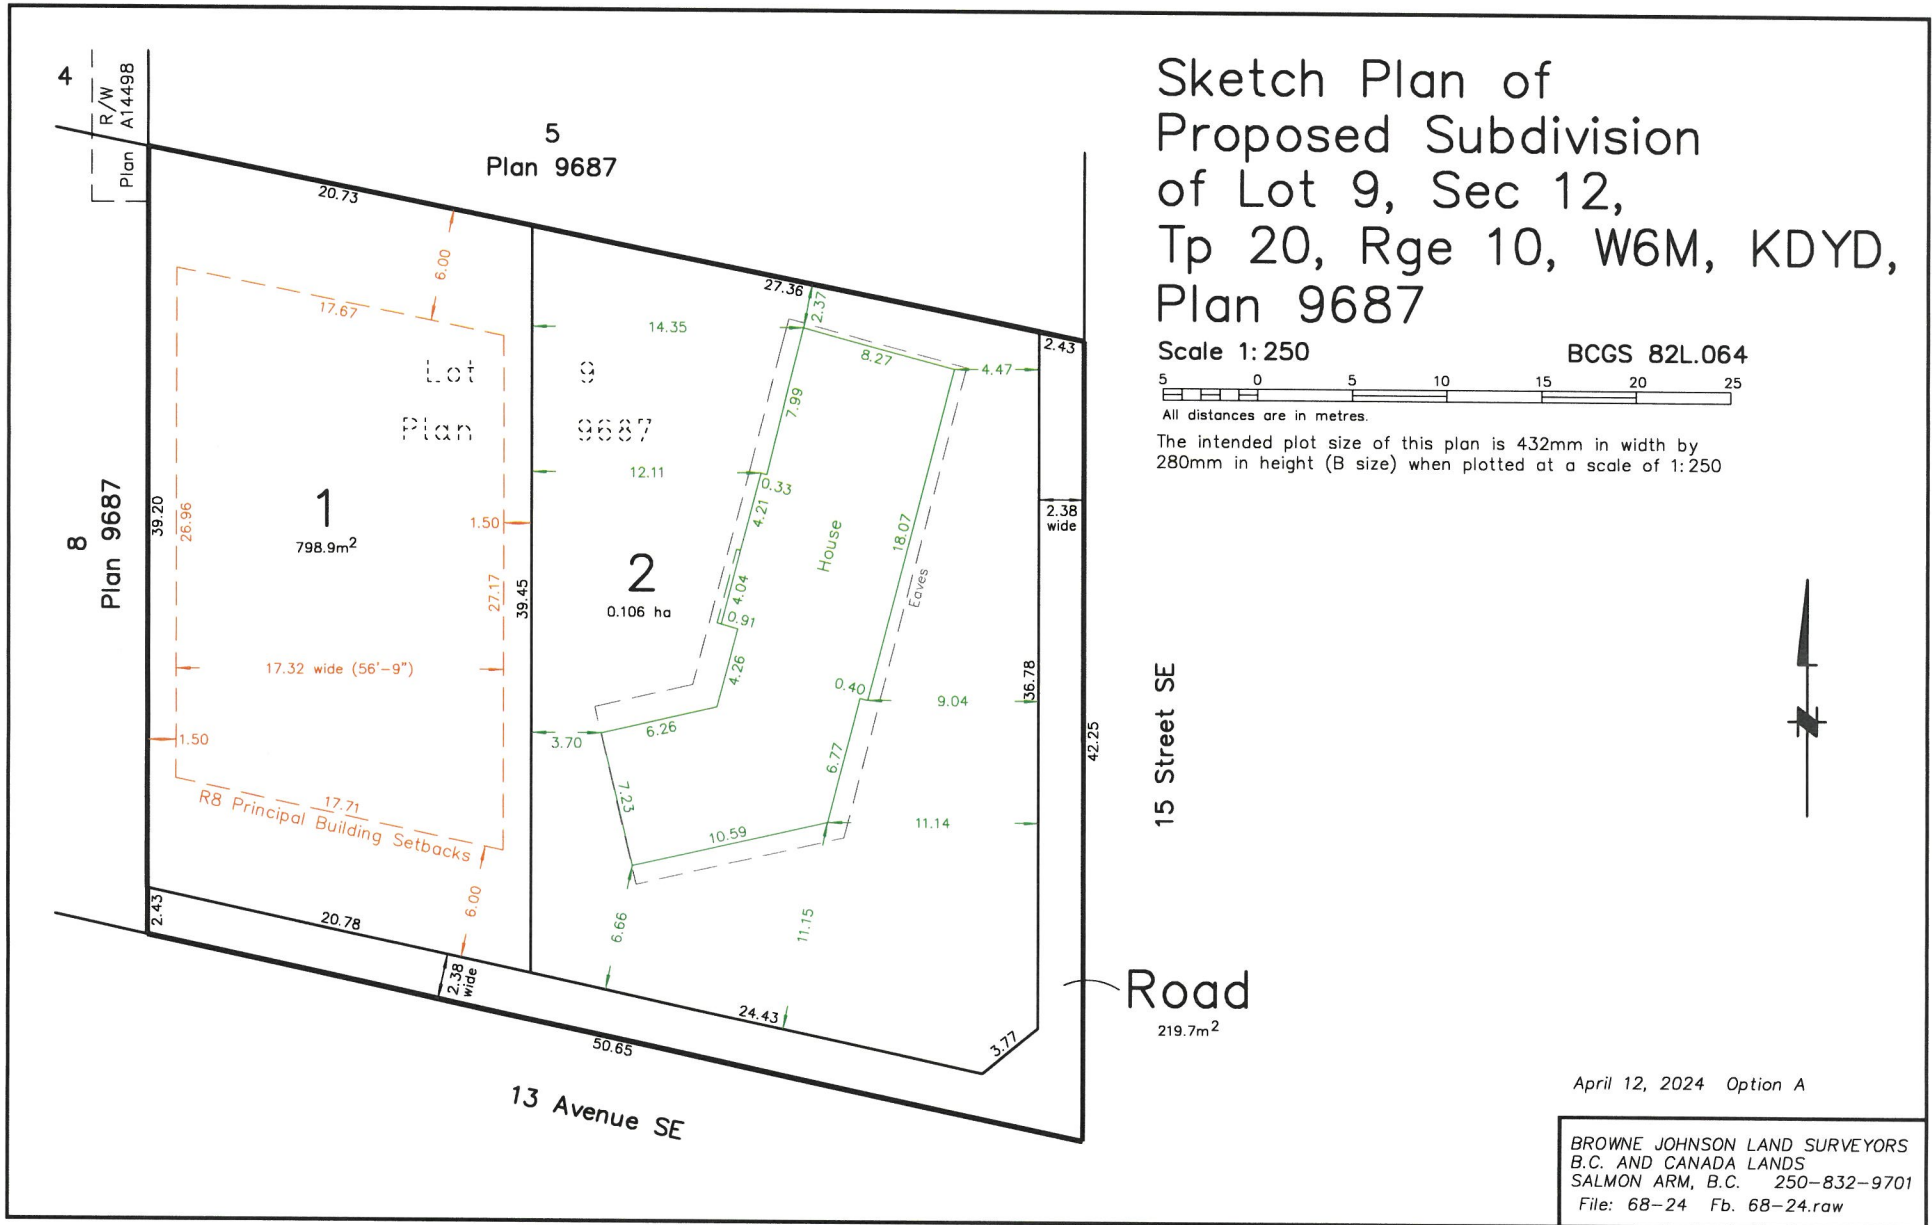 Sketch Plan of
Proposed Subdivision
of Lot 9, Sec 12,
Tp 20, Rge 10, W6M, KDYD,
Plan 9687
Scale 1:250
BCGS 82L.064
5 0 5 10 15 20 25
All distances are in metres.
The intended plot size of this plan is 432mm in width by
280mm in height (B size) when plotted at a scale of 1:250
4
R/W
Plan A14498
5
Plan 9687
20.73
27.36
2.43
6.00
17.67
2.37
14.35
8.27
4.47
Lot 9
Plan 9687
7.99
12.11
0.33
4.21
2.38
wide
8
Plan 9687
39.20
26.96
1
798.9m²
1.50
27.17
39.45
2
0.106 ha
House
18.07
Eaves
4.04
0.91
4.26
17.32 wide (56'-9")
0.40
9.04
36.78
42.25
15 Street SE
1.50
3.70
6.26
6.77
7.23
17.71
R8 Principal Building Setbacks
10.59
11.14
2.43
20.78
6.00
6.66
11.15
2.38
wide
24.43
3.77
50.65
Road
219.7m²
13 Avenue SE
N
April 12, 2024 Option A
BROWNE JOHNSON LAND SURVEYORS
B.C. AND CANADA LANDS
SALMON ARM, B.C. 250-832-9701
File: 68-24 Fb. 68-24.raw